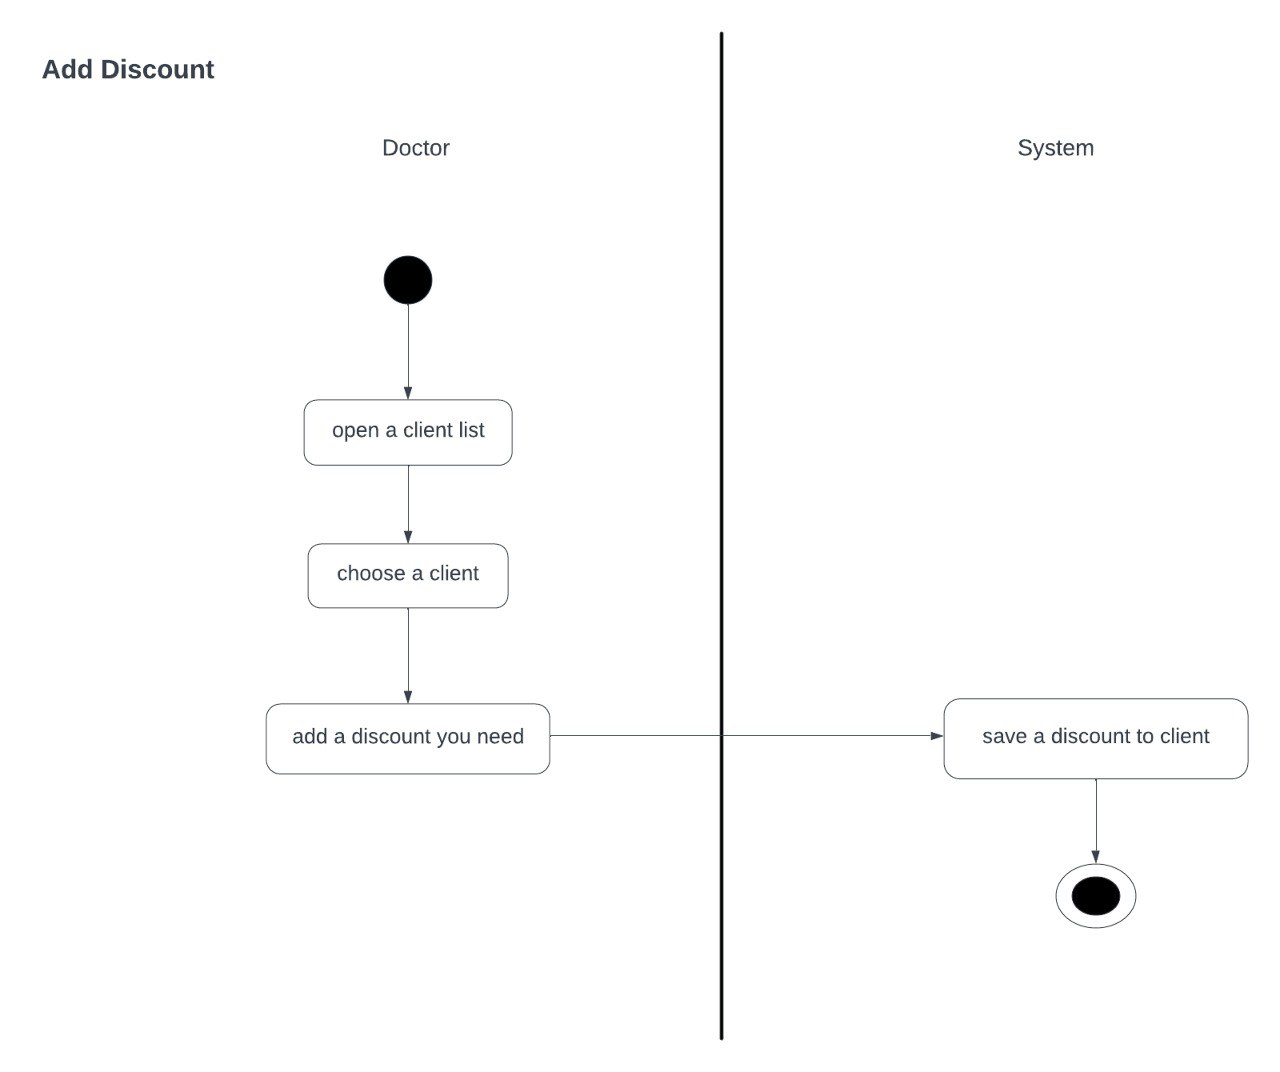 Add Discount
Doctor
System
open a client list
choose a client
add a discount you need
save a discount to client